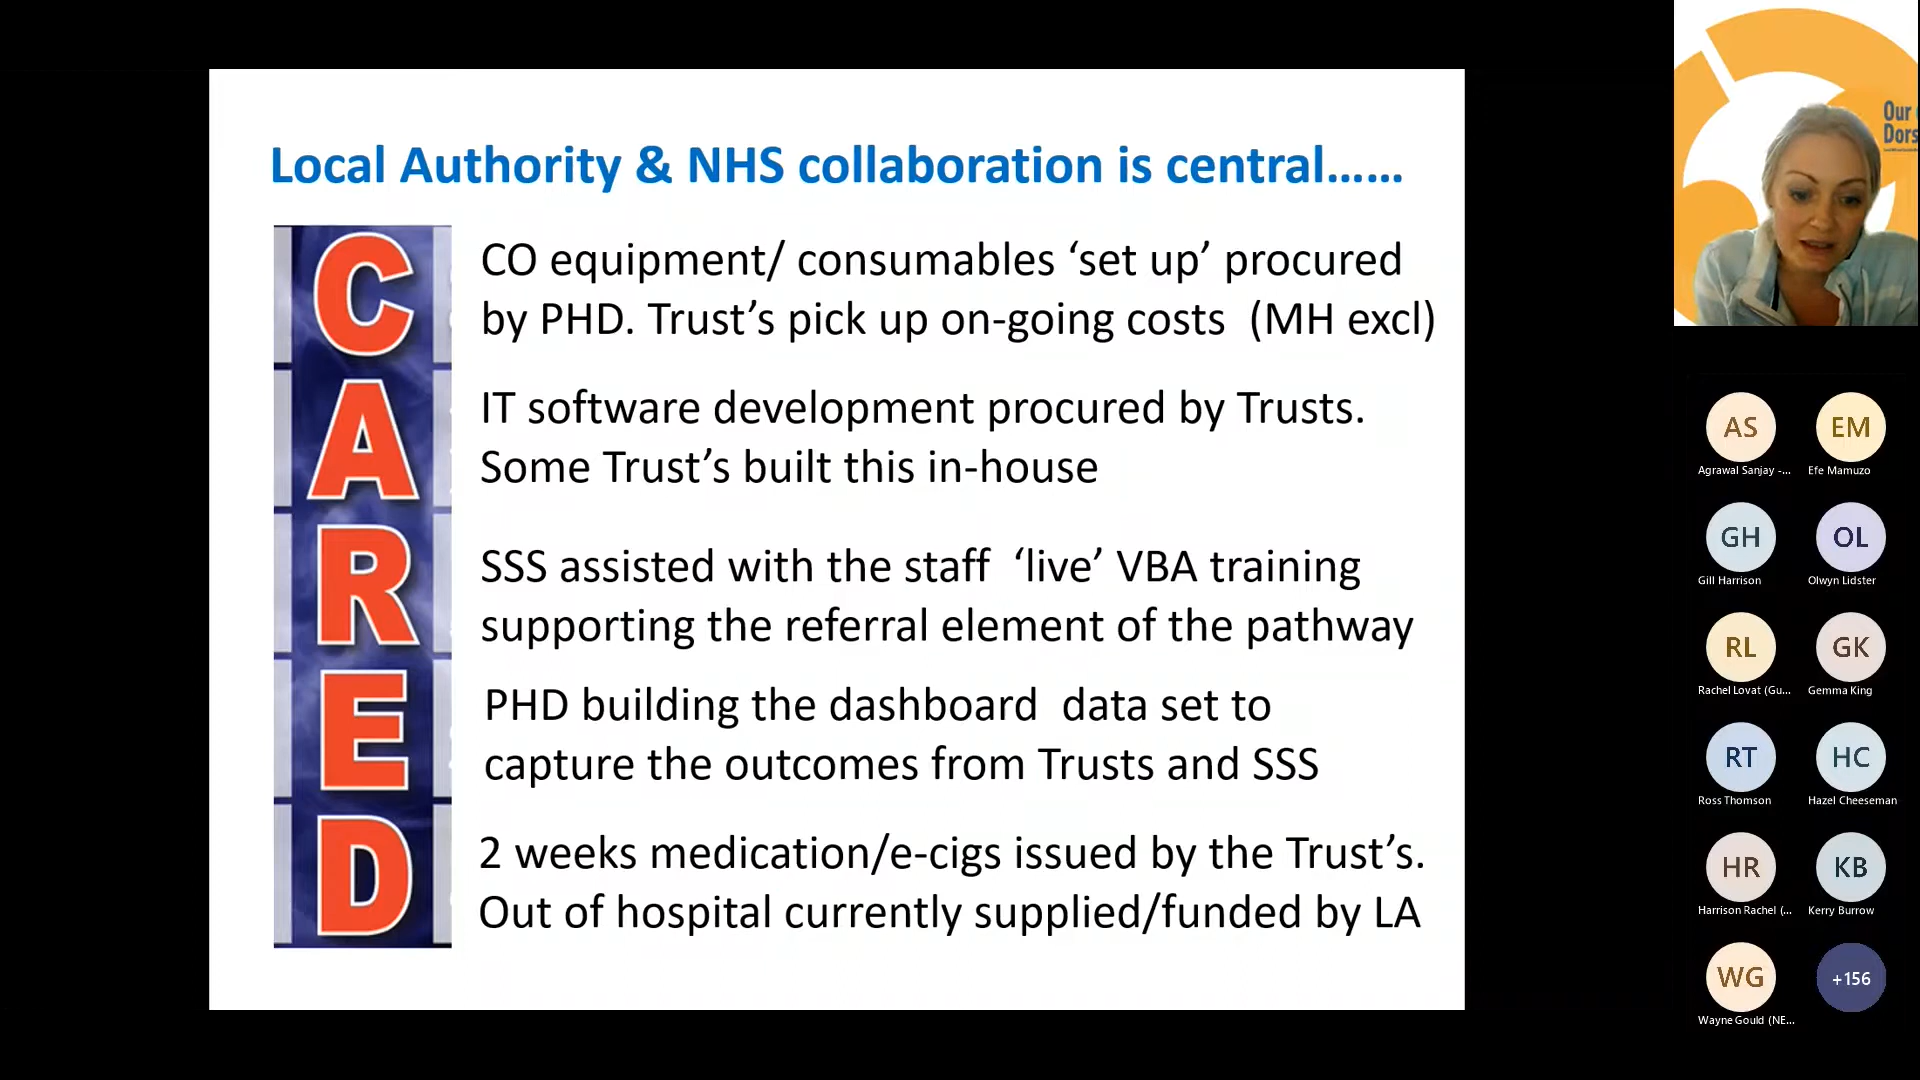 Local Authority & NHS collaboration is central……
C
CO equipment/ consumables ‘set up’ procured
by PHD. Trust’s pick up on-going costs (MH excl)
A
IT software development procured by Trusts.
Some Trust’s built this in-house
R
SSS assisted with the staff ‘live’ VBA training
supporting the referral element of the pathway
E
PHD building the dashboard data set to
capture the outcomes from Trusts and SSS
D
2 weeks medication/e-cigs issued by the Trust’s.
Out of hospital currently supplied/funded by LA
Our
Dors
AS
EM
Agrawal Sanjay -...
Efe Mamuzo
GH
OL
Gill Harrison
Olwyn Lidster
RL
GK
Rachel Lovat (Gu...
Gemma King
RT
HC
Ross Thomson
Hazel Cheeseman
HR
KB
Harrison Rachel (...
Kerry Burrow
WG
+156
Wayne Gould (NE...